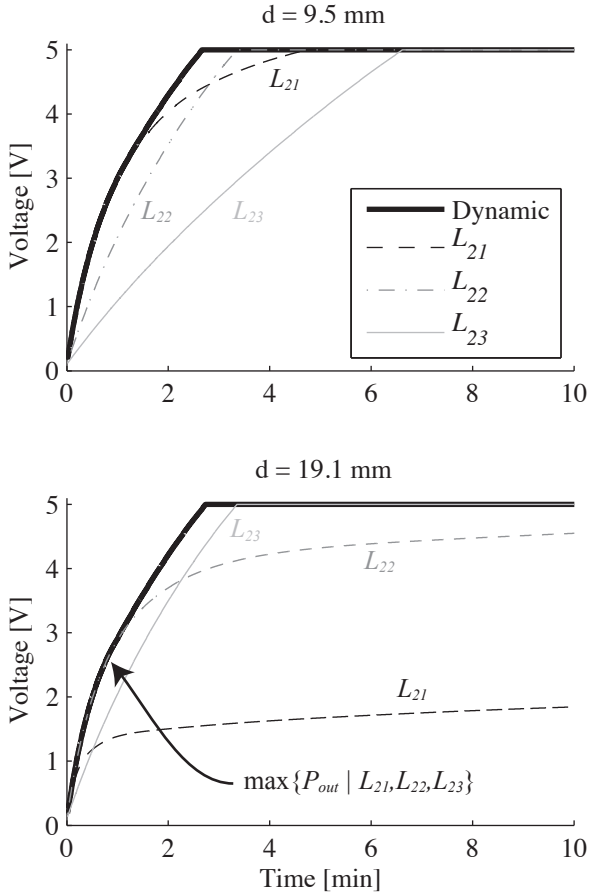 d = 9.5 mm
5
4
3
2
1
0
Voltage [V]
L21
L22
L23
Dynamic
L21
L22
L23
0 2 4 6 8 10
d = 19.1 mm
5
4
3
2
1
0
Voltage [V]
L23
L22
L21
max{Pout | L21,L22,L23}
0 2 4 6 8 10
Time [min]